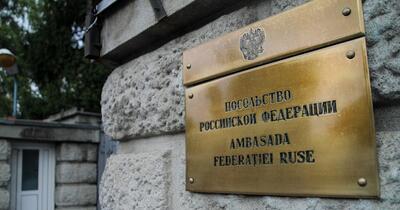 ПОСОЛЬСТВО
РОССИЙСКОЙ ФЕДЕРАЦИИ
AMBASADA
FEDERAȚIEI RUSE